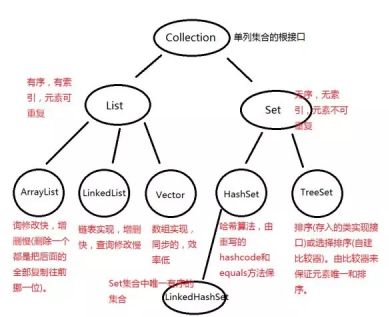 Collection
单列集合的根接口
有序，有索
引，元素可
重复
List
无序，无索
引，元素不可
重复
Set
ArrayList
LinkedList
Vector
HashSet
TreeSet
询修改快，增
删慢(删除一个
都是把后面的
全部复制往前
挪一位)。
链表实现，增删
快，查询修改慢
数组实现，
同步的，效
率低
哈希算法，由
重写的
hashcode和
equals方法保
排序(存入的类实现接
口)或选择排序(自建
比较器)。由比较器来
保证元素唯一和排
序。
Set集合中唯一有序的
集合
LinkedHashSet